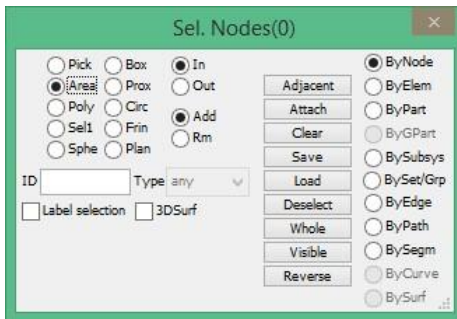 Sel. Nodes(0)
Pick Box In
Area Prox Out
Poly Circ Add
Sel1 Frin Rm
Sphe Plan
ID Type any
Label selection 3DSurf
Adjacent
Attach
Clear
Save
Load
Deselect
Whole
Visible
Reverse
ByNode
ByElem
ByPart
ByGPart
BySubsys
BySet/Grp
ByEdge
ByPath
BySegm
ByCurve
BySurf